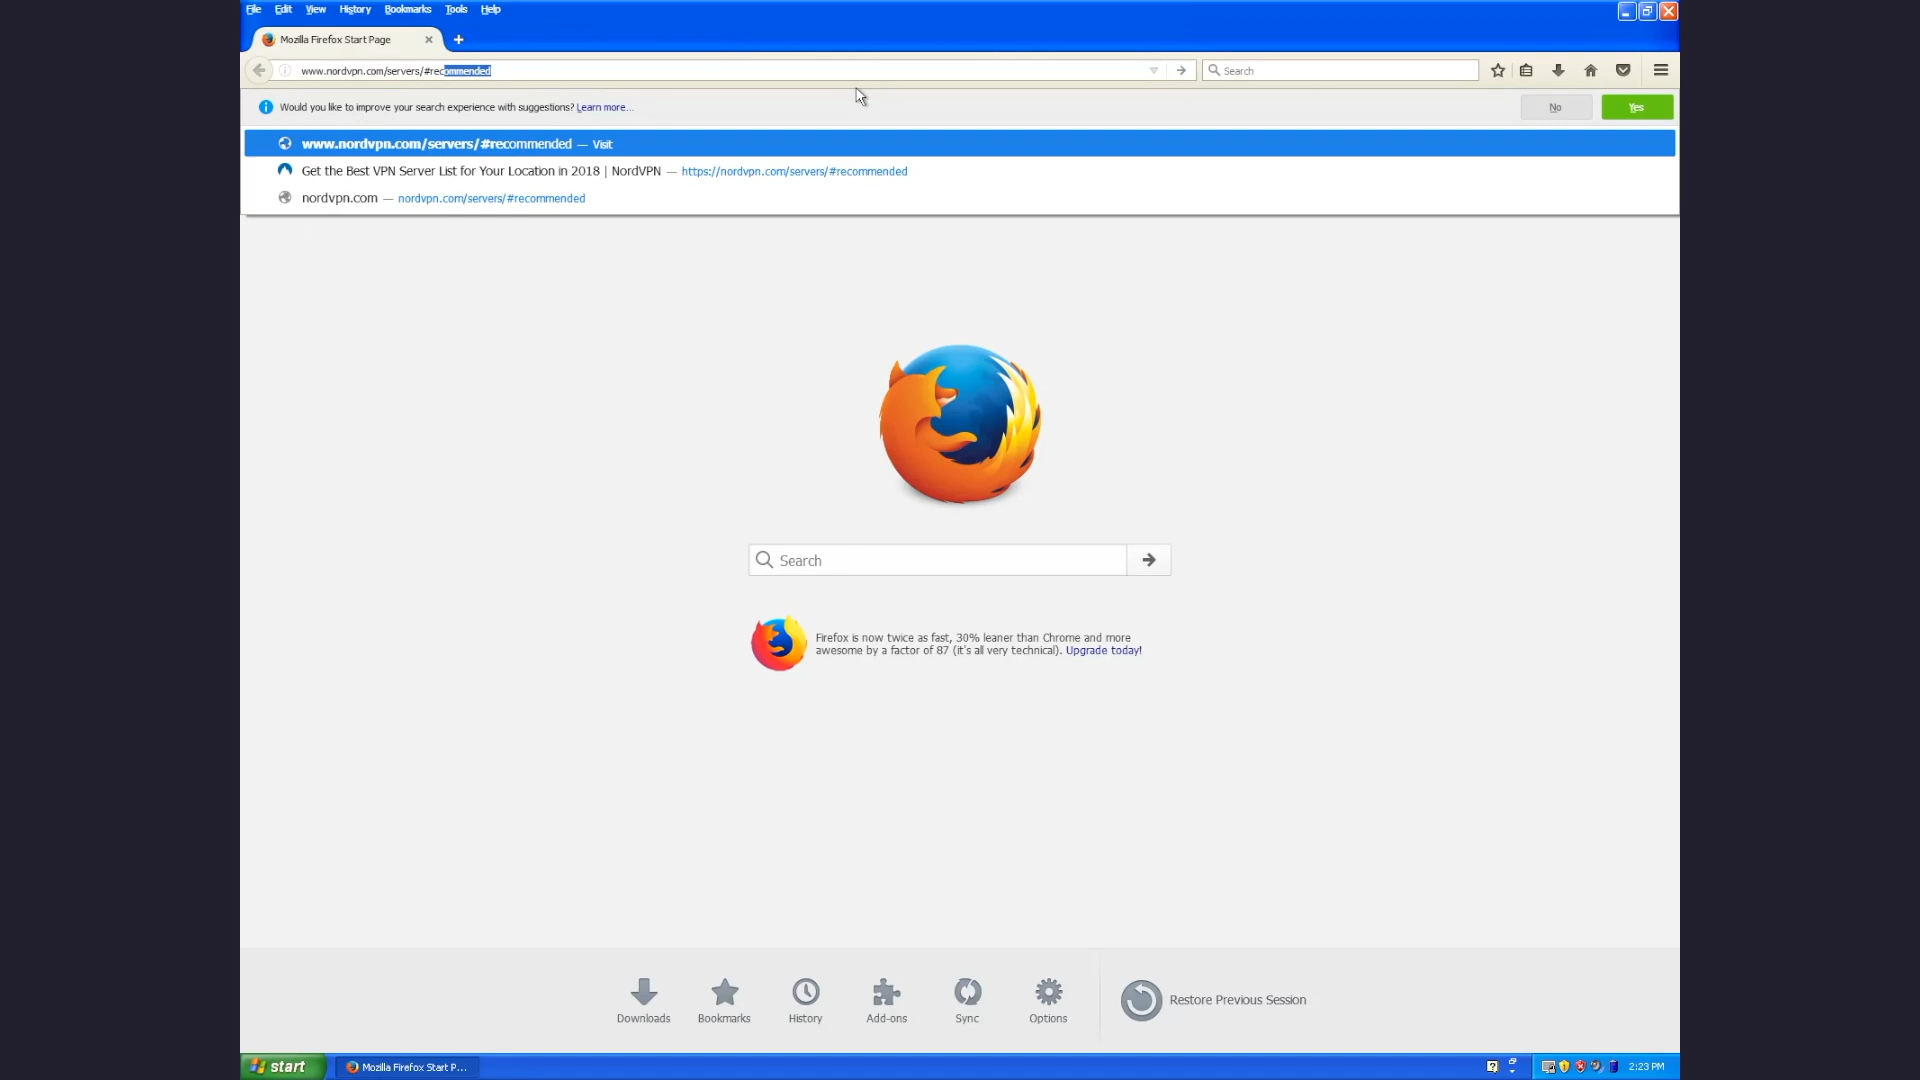 File Edit View History Bookmarks Tools Help
Mozilla Firefox Start Page
www.nordvpn.com/servers/#recommended
Search
Would you like to improve your search experience with suggestions? Learn more...
No
Yes
www.nordvpn.com/servers/#recommended — Visit
Get the Best VPN Server List for Your Location in 2018 | NordVPN — https://nordvpn.com/servers/#recommended
nordvpn.com — nordvpn.com/servers/#recommended
Search
Firefox is now twice as fast, 30% leaner than Chrome and more
awesome by a factor of 87 (it's all very technical). Upgrade today!
Downloads Bookmarks History Add-ons Sync Options
Restore Previous Session
start
Mozilla Firefox Start P...
2:23 PM